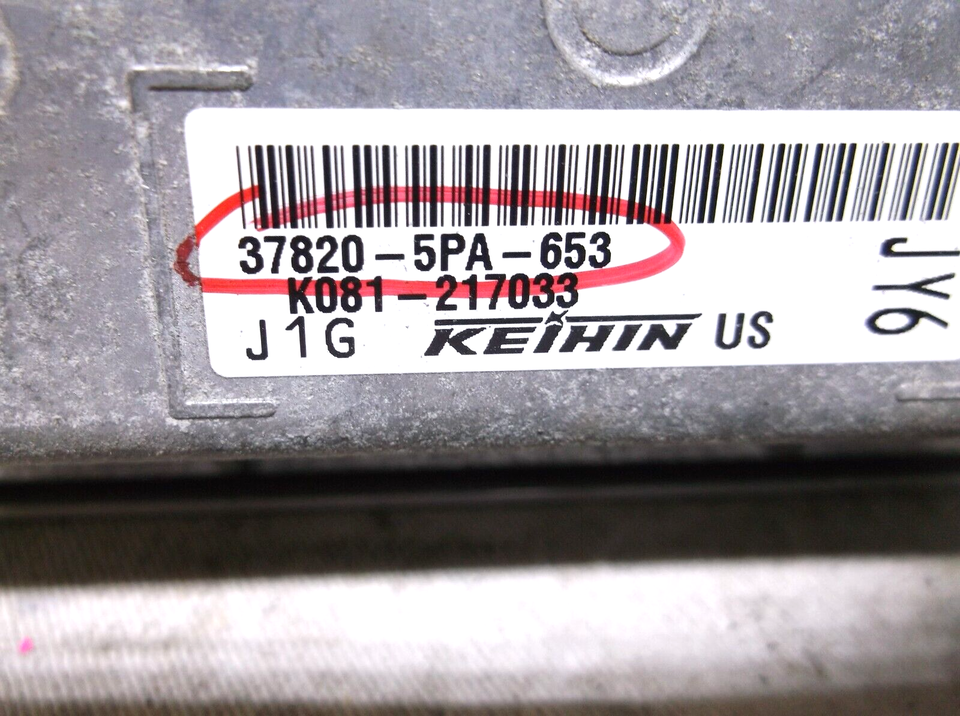 37820-5PA-653
K081-217033
J1G KEIHIN US
JY6